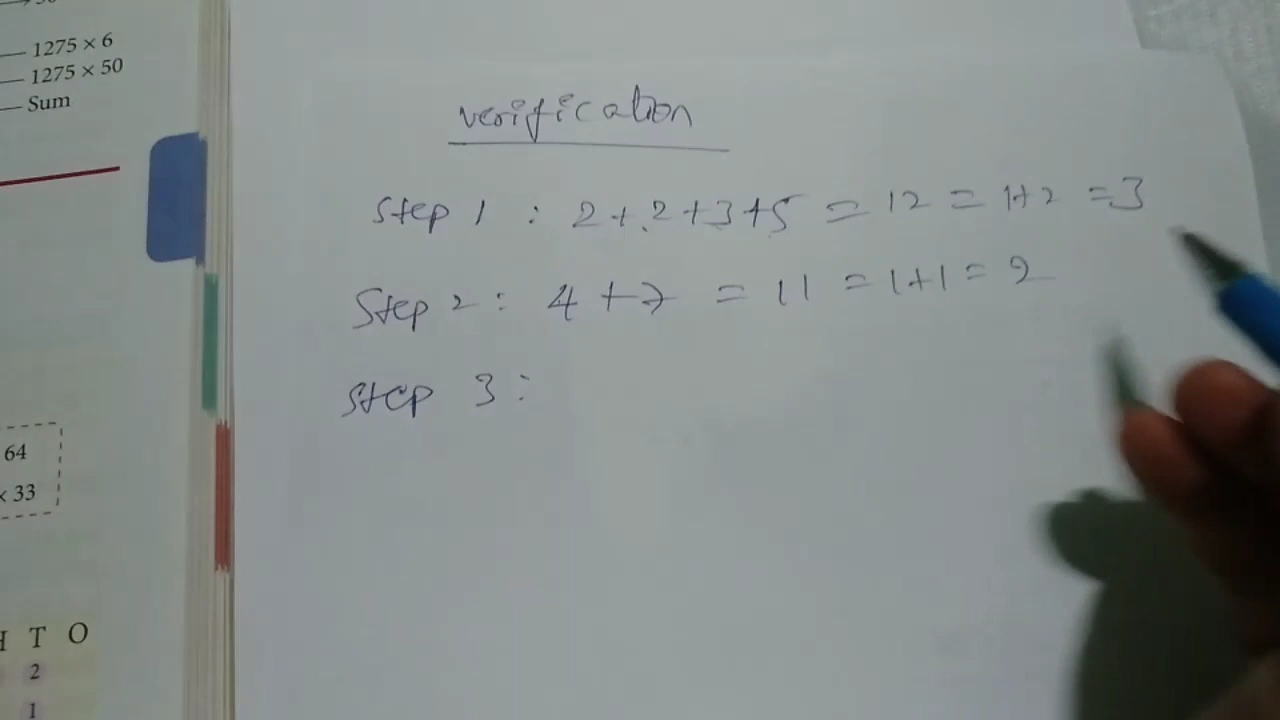 1275 × 6
1275 × 50
Sum
verification
Step 1 : 2+2+3+5 = 12 = 1+2 = 3
Step 2 : 4+7 = 11 = 1+1 = 2
Step 3 :
64
× 33
H T O
2
1